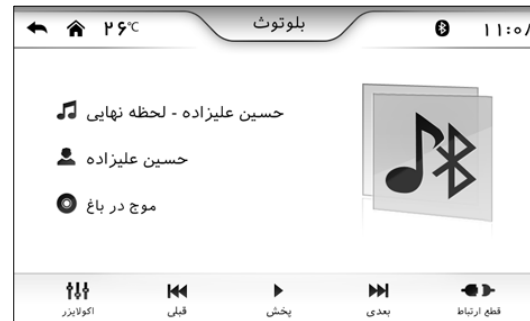 ۲۶°C بلوتوث ۱۱:۰۸
حسین علیزاده - لحظه نهایی
حسین علیزاده
موج در باغ
قطع ارتباط بعدی پخش قبلی اکولایزر